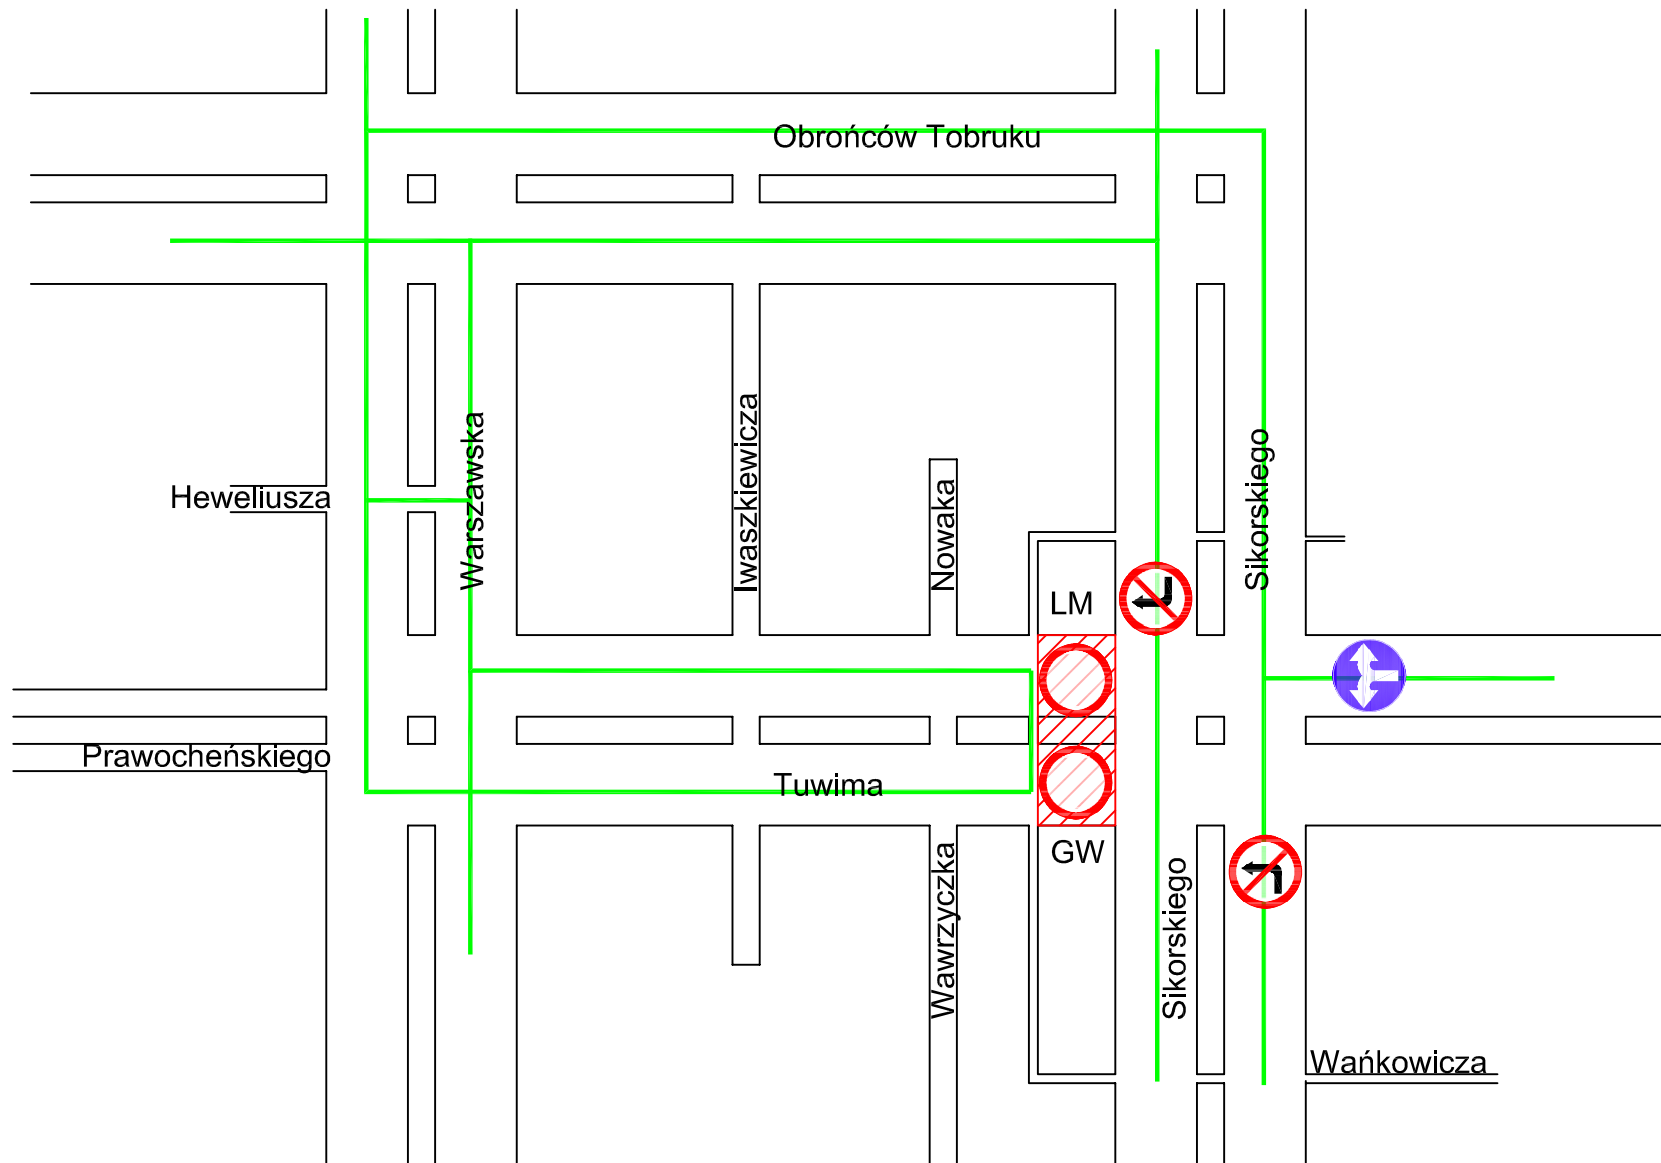 Obrońców Tobruku
Heweliusza
Warszawska
Iwaszkiewicza
Nowaka
Sikorskiego
LM
Prawocheńskiego
Tuwima
GW
Wawrzyczka
Sikorskiego
Wańkowicza